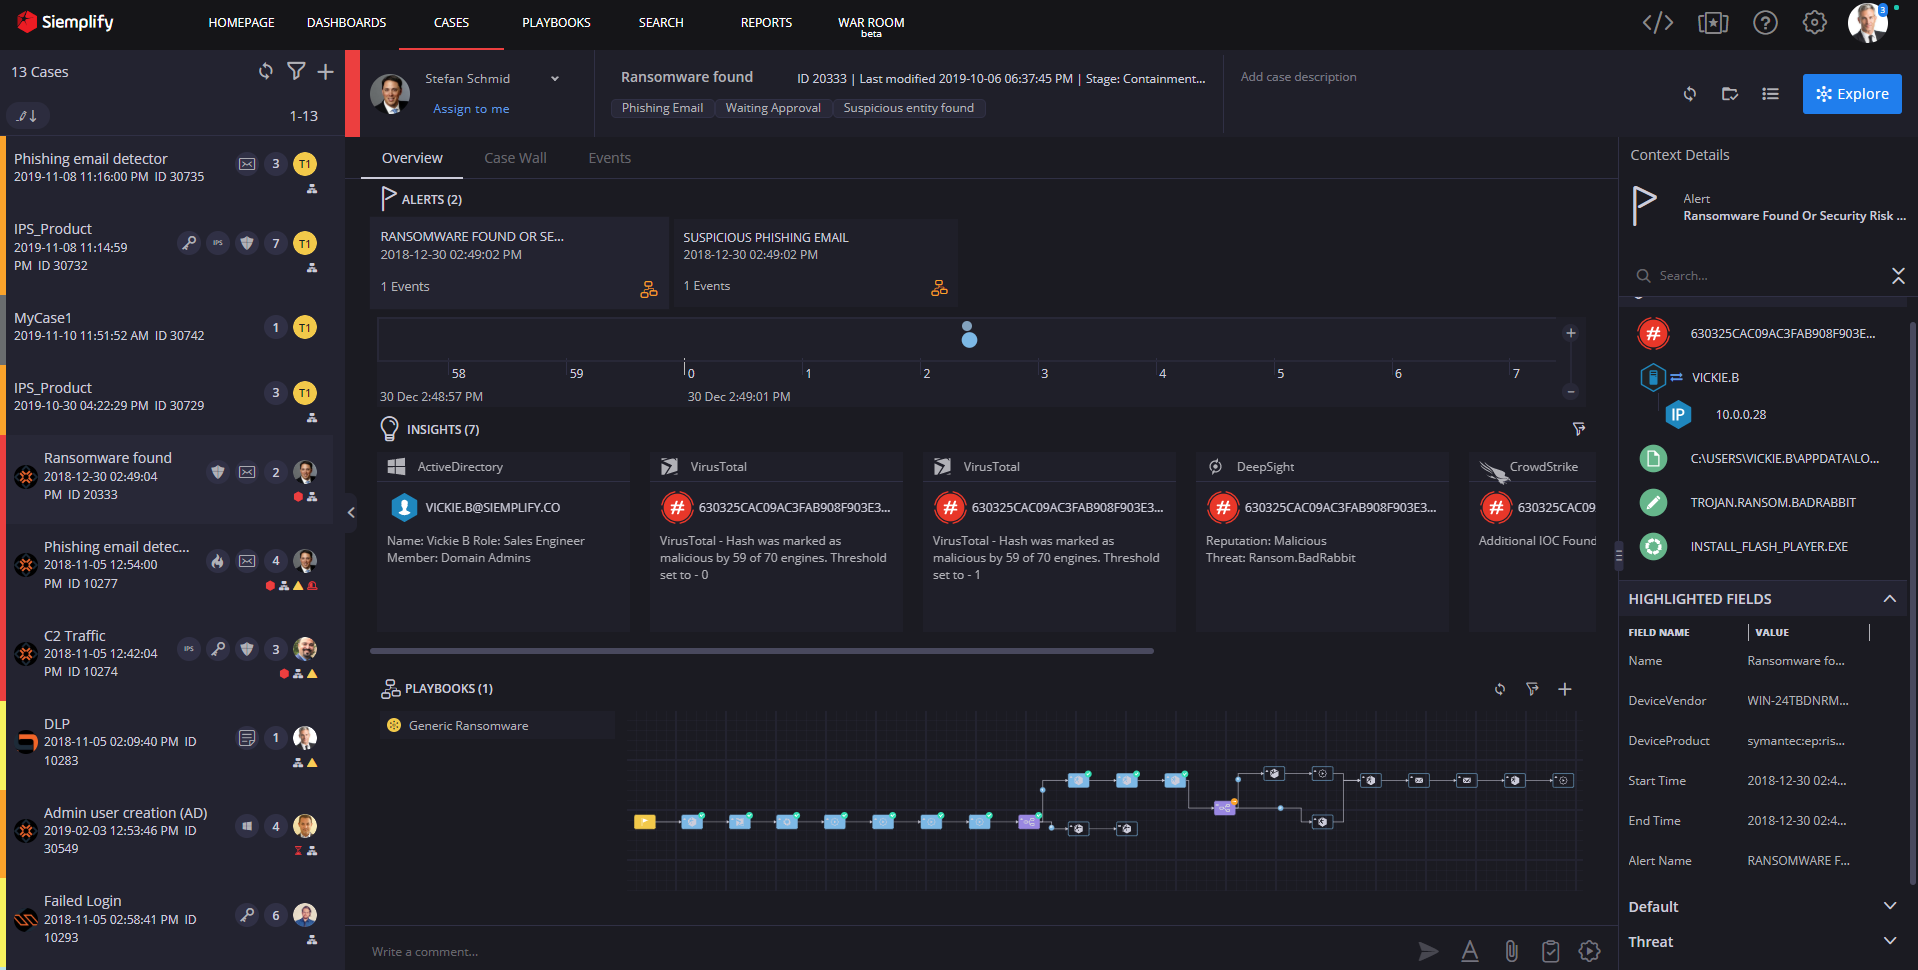 Siemplify
HOMEPAGE
DASHBOARDS
CASES
PLAYBOOKS
SEARCH
REPORTS
WAR ROOM
beta
3
13 Cases
1-13
Phishing email detector
2019-11-08 11:16:00 PM ID 30735
3
T1
IPS_Product
2019-11-08 11:14:59
PM ID 30732
IPS
7
T1
MyCase1
2019-11-10 11:51:52 AM ID 30742
1
T1
IPS_Product
2019-10-30 04:22:29 PM ID 30729
3
T1
Ransomware found
2018-12-30 02:49:04
PM ID 20333
2
Phishing email detec...
2018-11-05 12:54:00
PM ID 10277
4
C2 Traffic
2018-11-05 12:42:04
PM ID 10274
IPS
3
DLP
2018-11-05 02:09:40 PM ID
10283
1
Admin user creation (AD)
2019-02-03 12:53:46 PM ID
30549
4
Failed Login
2018-11-05 02:58:41 PM ID
10293
6
Stefan Schmid
Assign to me
Ransomware found
ID 20333 | Last modified 2019-10-06 06:37:45 PM | Stage: Containment...
Phishing Email
Waiting Approval
Suspicious entity found
Add case description
Explore
Overview
Case Wall
Events
ALERTS (2)
RANSOMWARE FOUND OR SE...
2018-12-30 02:49:02 PM
1 Events
SUSPICIOUS PHISHING EMAIL
2018-12-30 02:49:02 PM
1 Events
58 59 0 1 2 3 4 5 6 7
30 Dec 2:48:57 PM
30 Dec 2:49:01 PM
INSIGHTS (7)
ActiveDirectory
VICKIE.B@SIEMPLIFY.CO
Name: Vickie B Role: Sales Engineer
Member: Domain Admins
VirusTotal
630325CAC09AC3FAB908F903E3...
VirusTotal - Hash was marked as
malicious by 59 of 70 engines. Threshold
set to - 0
VirusTotal
630325CAC09AC3FAB908F903E3...
VirusTotal - Hash was marked as
malicious by 59 of 70 engines. Threshold
set to - 1
DeepSight
630325CAC09AC3FAB908F903E3...
Reputation: Malicious
Threat: Ransom.BadRabbit
CrowdStrike
630325CAC09
Additional IOC Found
PLAYBOOKS (1)
Generic Ransomware
Write a comment...
Context Details
Alert
Ransomware Found Or Security Risk ...
Search...
630325CAC09AC3FAB908F903E...
VICKIE.B
IP
10.0.0.28
C:\USERS\VICKIE.B\APPDATA\LO...
TROJAN.RANSOM.BADRABBIT
INSTALL_FLASH_PLAYER.EXE
HIGHLIGHTED FIELDS
FIELD NAME
VALUE
Name
Ransomware fo...
DeviceVendor
WIN-24TBDNRM...
DeviceProduct
symantec:ep:ris...
Start Time
2018-12-30 02:4...
End Time
2018-12-30 02:4...
Alert Name
RANSOMWARE F...
Default
Threat